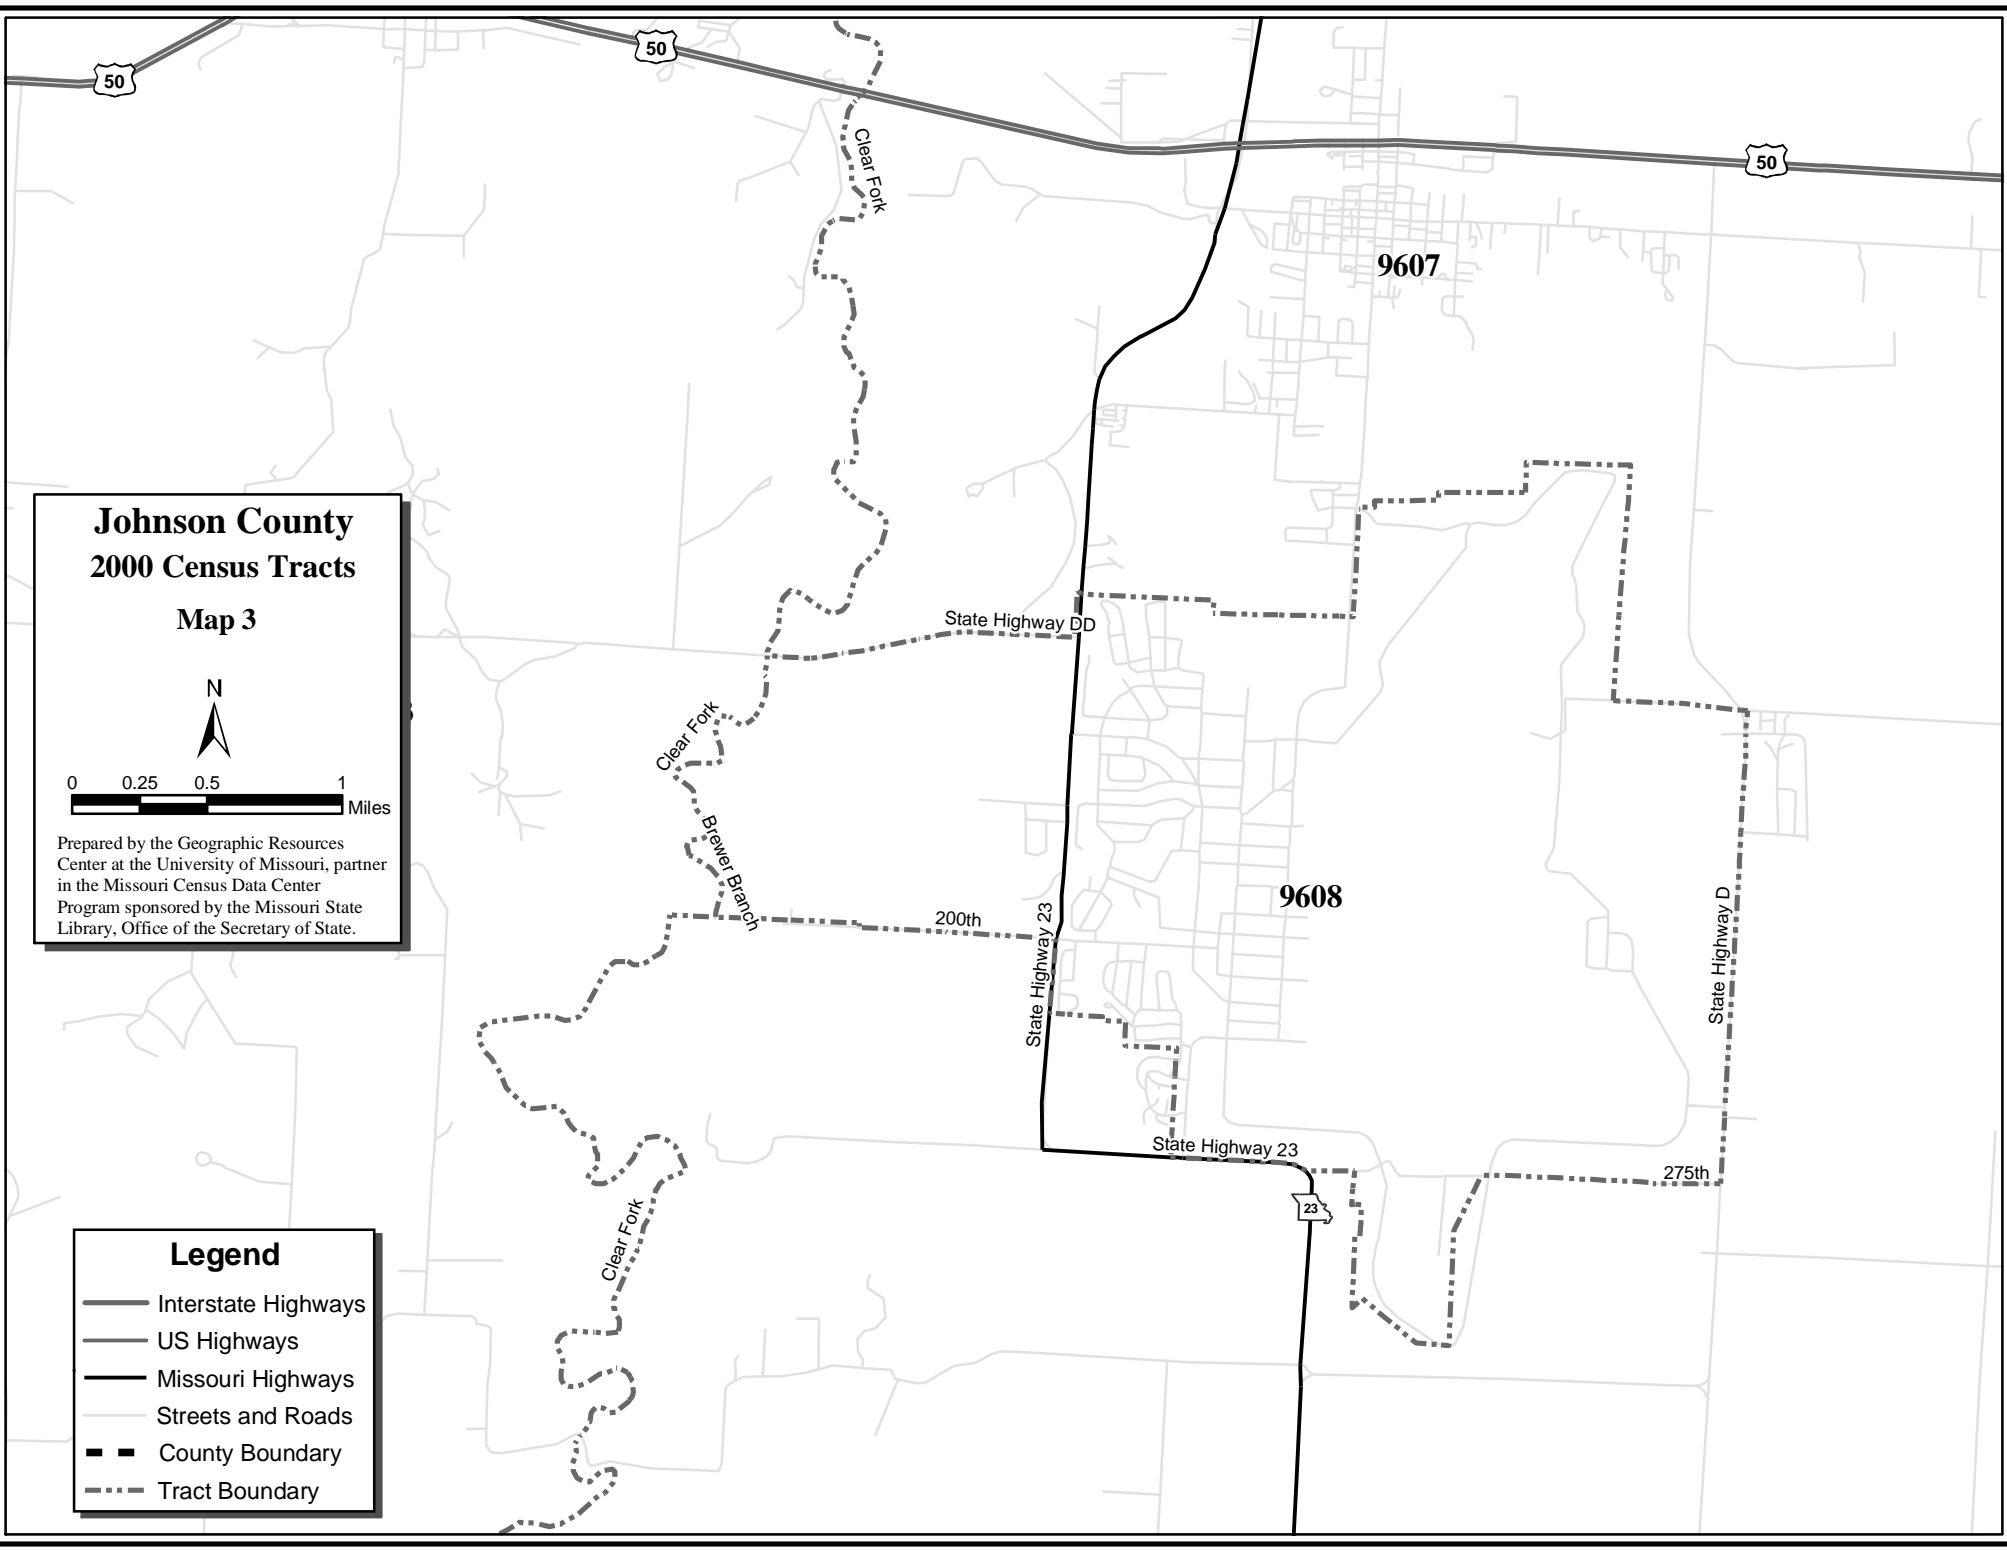 50
50
50
Clear Fork
9607
Johnson County
2000 Census Tracts
Map 3
N
0 0.25 0.5 1
Miles
Prepared by the Geographic Resources
Center at the University of Missouri, partner
in the Missouri Census Data Center
Program sponsored by the Missouri State
Library, Office of the Secretary of State.
State Highway DD
Clear Fork
Brewer Branch
200th
State Highway 23
9608
State Highway D
State Highway 23
275th
23
Clear Fork
Legend
Interstate Highways
US Highways
Missouri Highways
Streets and Roads
County Boundary
Tract Boundary